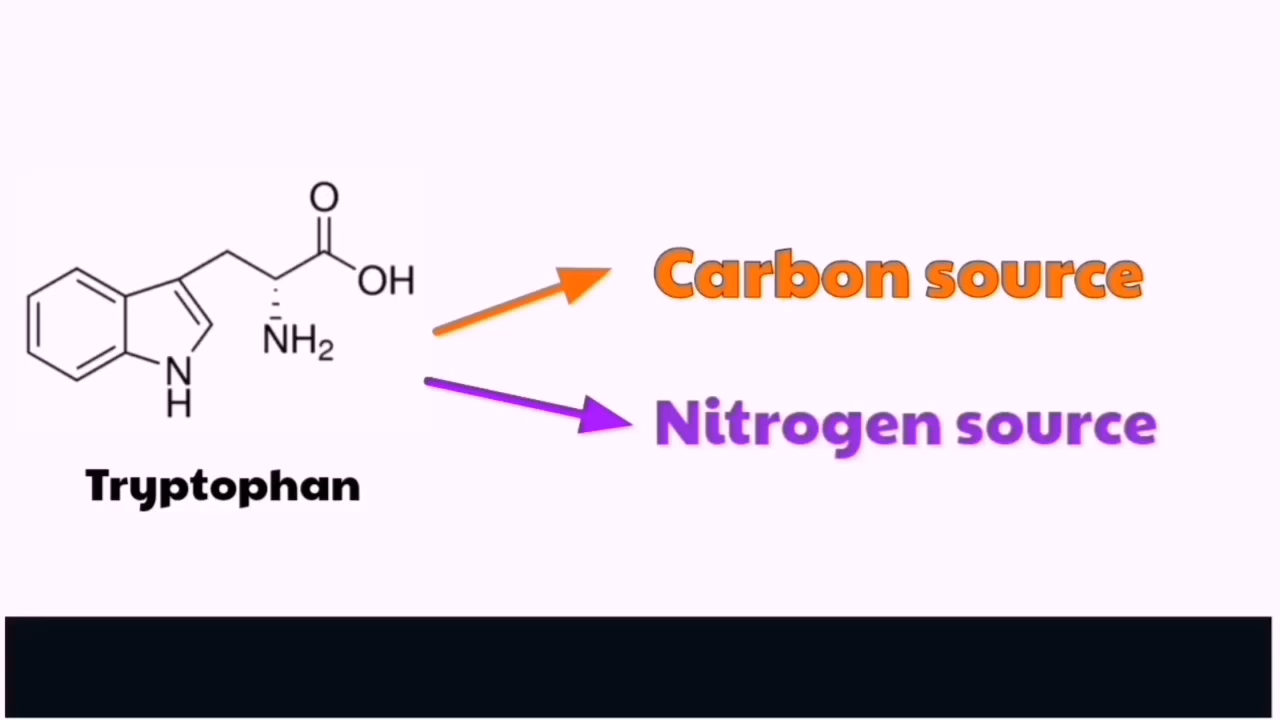 O
OH
NH₂
N
H
Tryptophan
Carbon source
Nitrogen source